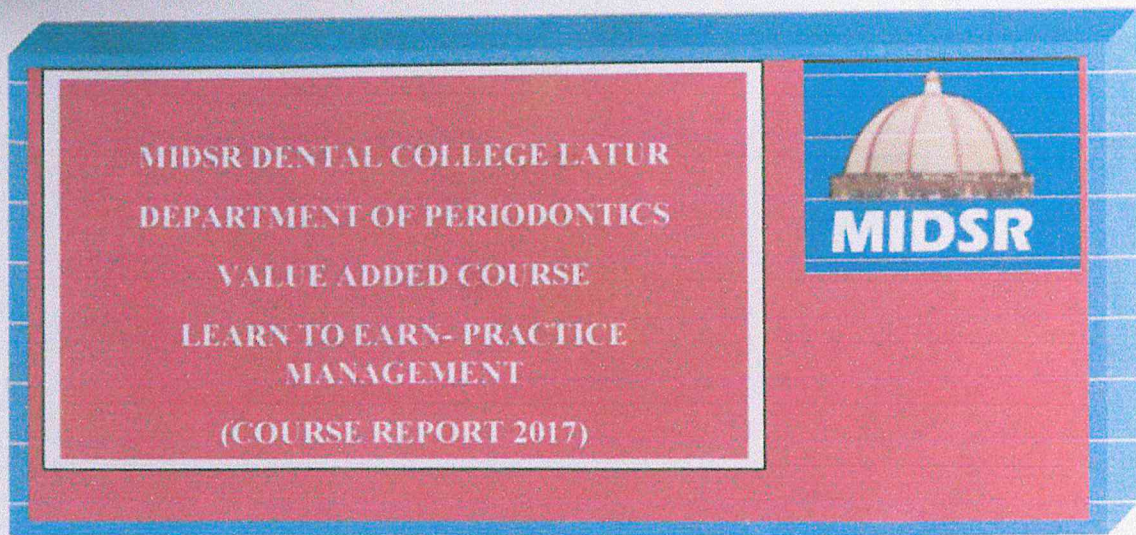 MIDSR DENTAL COLLEGE LATUR
DEPARTMENT OF PERIODONTICS
VALUE ADDED COURSE
LEARN TO EARN- PRACTICE
MANAGEMENT
(COURSE REPORT 2017)
MIDSR